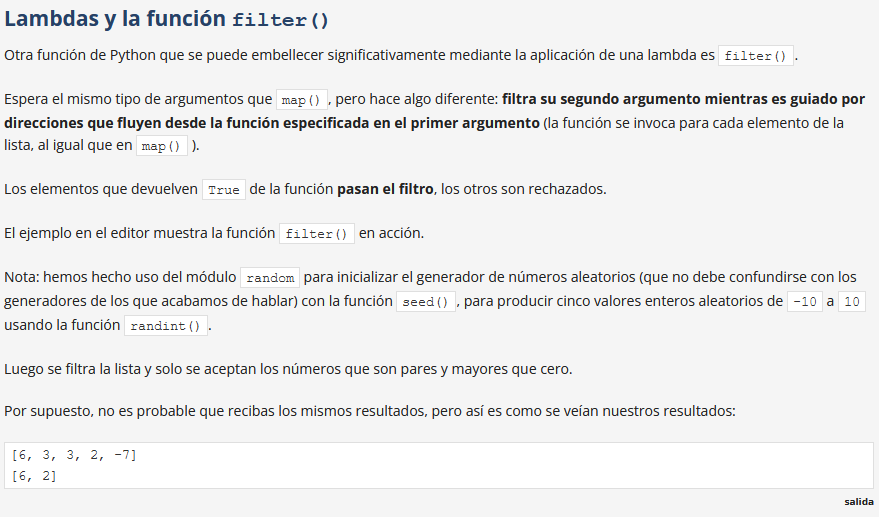 Lambdas y la función filter()
Otra función de Python que se puede embellecer significativamente mediante la aplicación de una lambda es filter() .
Espera el mismo tipo de argumentos que map() , pero hace algo diferente: filtra su segundo argumento mientras es guiado por
direcciones que fluyen desde la función especificada en el primer argumento (la función se invoca para cada elemento de la
lista, al igual que en map() ).
Los elementos que devuelven True de la función pasan el filtro, los otros son rechazados.
El ejemplo en el editor muestra la función filter() en acción.
Nota: hemos hecho uso del módulo random para inicializar el generador de números aleatorios (que no debe confundirse con los
generadores de los que acabamos de hablar) con la función seed() , para producir cinco valores enteros aleatorios de -10 a 10
usando la función randint() .
Luego se filtra la lista y solo se aceptan los números que son pares y mayores que cero.
Por supuesto, no es probable que recibas los mismos resultados, pero así es como se veían nuestros resultados:
[6, 3, 3, 2, -7]
[6, 2]
salida